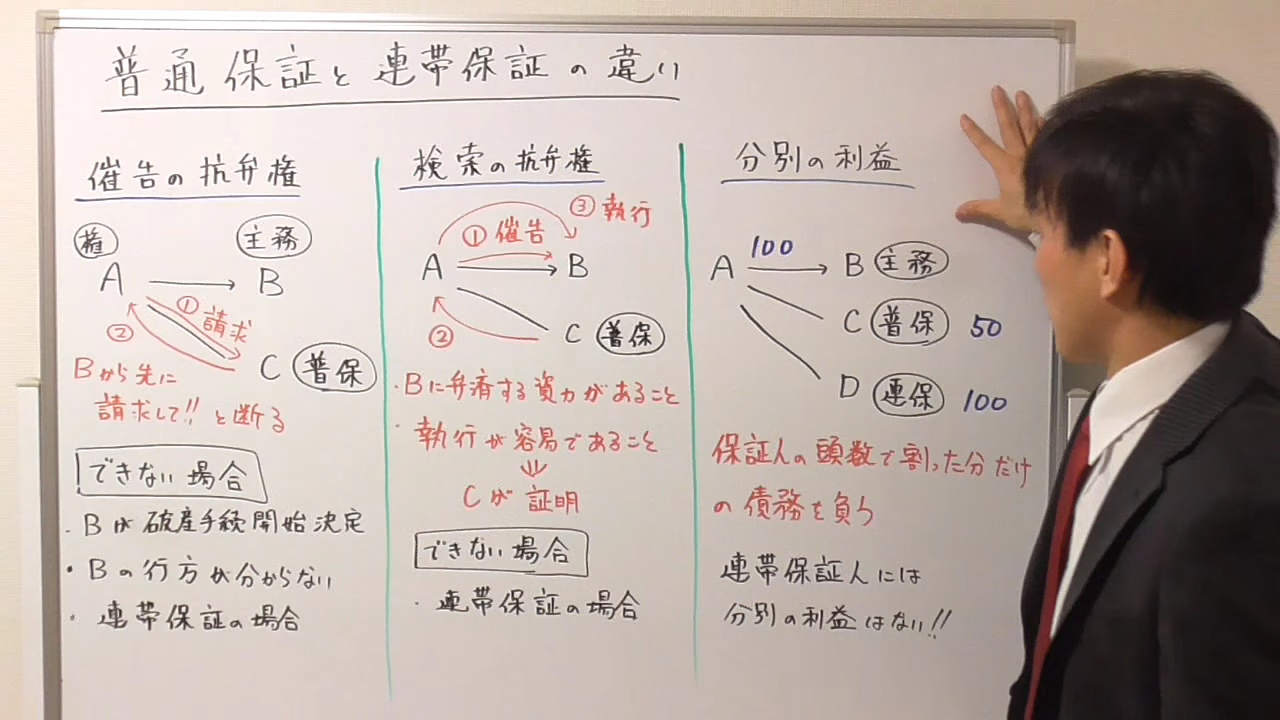 普通保証と連帯保証の違い
催告の抗弁権
権
主務
A
B
①請求
②
C
普保
Bから先に
請求して!!と断る
できない場合
・Bが破産手続開始決定
・Bの行方が分からない
・連帯保証の場合
検索の抗弁権
③執行
①催告
A
B
②
C
普保
・Bに弁済する資力があること
・執行が容易であること
Cが証明
できない場合
・連帯保証の場合
分別の利益
100
A
B
主務
C
普保
50
D
連保
100
保証人の頭数で割った分だけ
の債務を負う
連帯保証人には
分別の利益はない!!